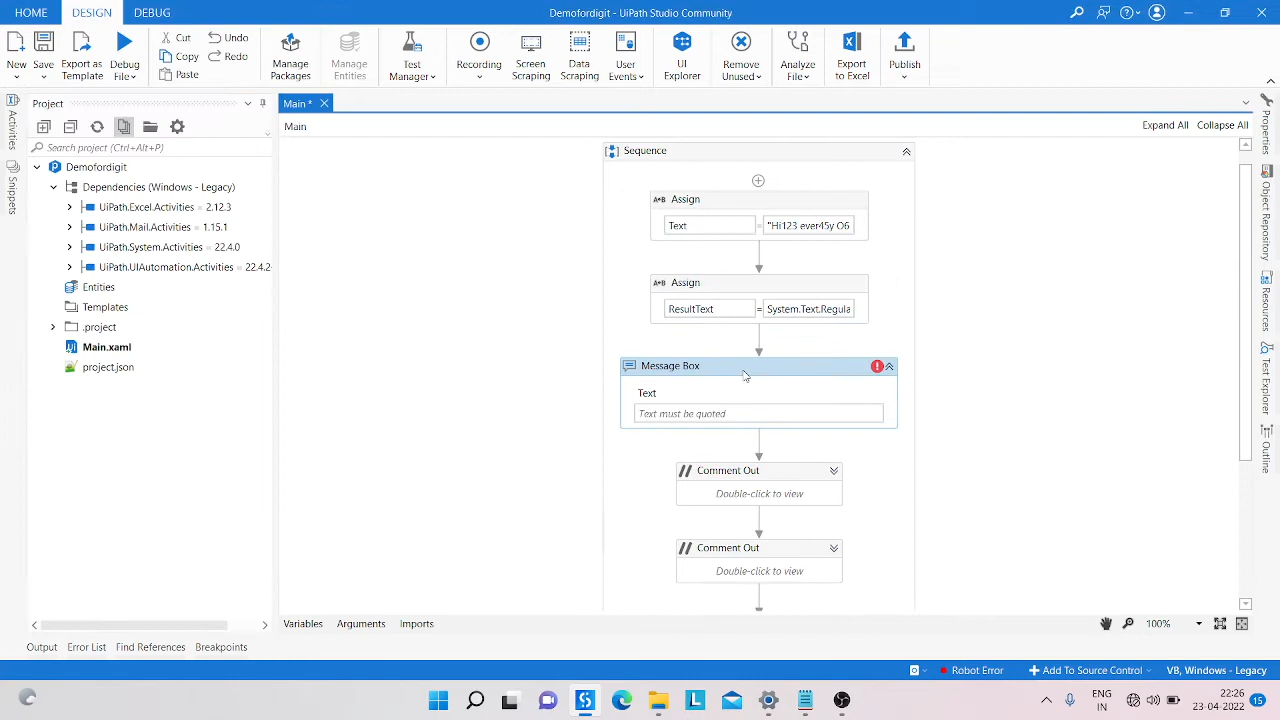 HOME DESIGN DEBUG
Demofordigit - UiPath Studio Community
Cut
Copy
Paste
Undo
Redo
New
Save
Export as Template
Debug File
Manage Packages
Manage Entities
Test Manager
Recording
Screen Scraping
Data Scraping
User Events
UI Explorer
Remove Unused
Analyze File
Export to Excel
Publish
Activities
Snippets
Project
Search project (Ctrl+Alt+P)
Demofordigit
Dependencies (Windows - Legacy)
UiPath.Excel.Activities = 2.12.3
UiPath.Mail.Activities = 1.15.1
UiPath.System.Activities = 22.4.0
UiPath.UIAutomation.Activities = 22.4.2
Entities
Templates
.project
Main.xaml
project.json
Main *
Main
Expand All Collapse All
Sequence
A+B Assign
Text = "Hi123 ever45y O6
A+B Assign
ResultText = System.Text.Regula
Message Box
Text
Text must be quoted
// Comment Out
Double-click to view
// Comment Out
Double-click to view
Properties
Object Repository
Resources
Test Explorer
Outline
Variables Arguments Imports
100%
Output Error List Find References Breakpoints
Robot Error
Add To Source Control
VB, Windows - Legacy
ENG
IN
22:26
23-04-2022
15